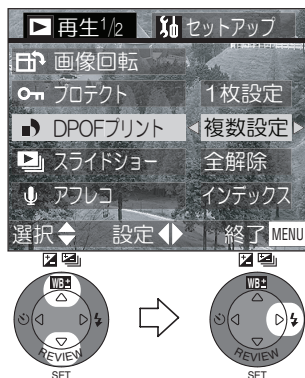 再生1/2 セットアップ
画像回転
プロテクト 1枚設定
DPOFプリント 複数設定
スライドショー 全解除
アフレコ インデックス
選択 設定 終了 MENU
WB± WB±
REVIEW REVIEW
SET SET